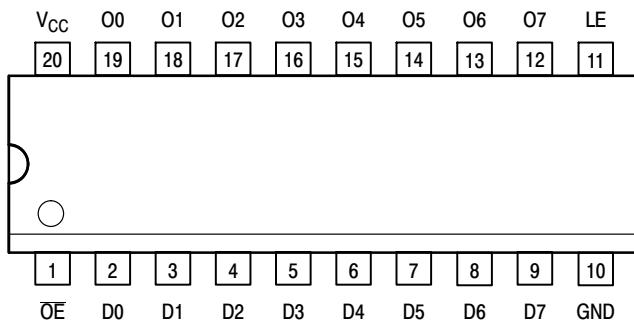 VCC O0 O1 O2 O3 O4 O5 O6 O7 LE
20 19 18 17 16 15 14 13 12 11
1 2 3 4 5 6 7 8 9 10
O̅E̅ D0 D1 D2 D3 D4 D5 D6 D7 GND